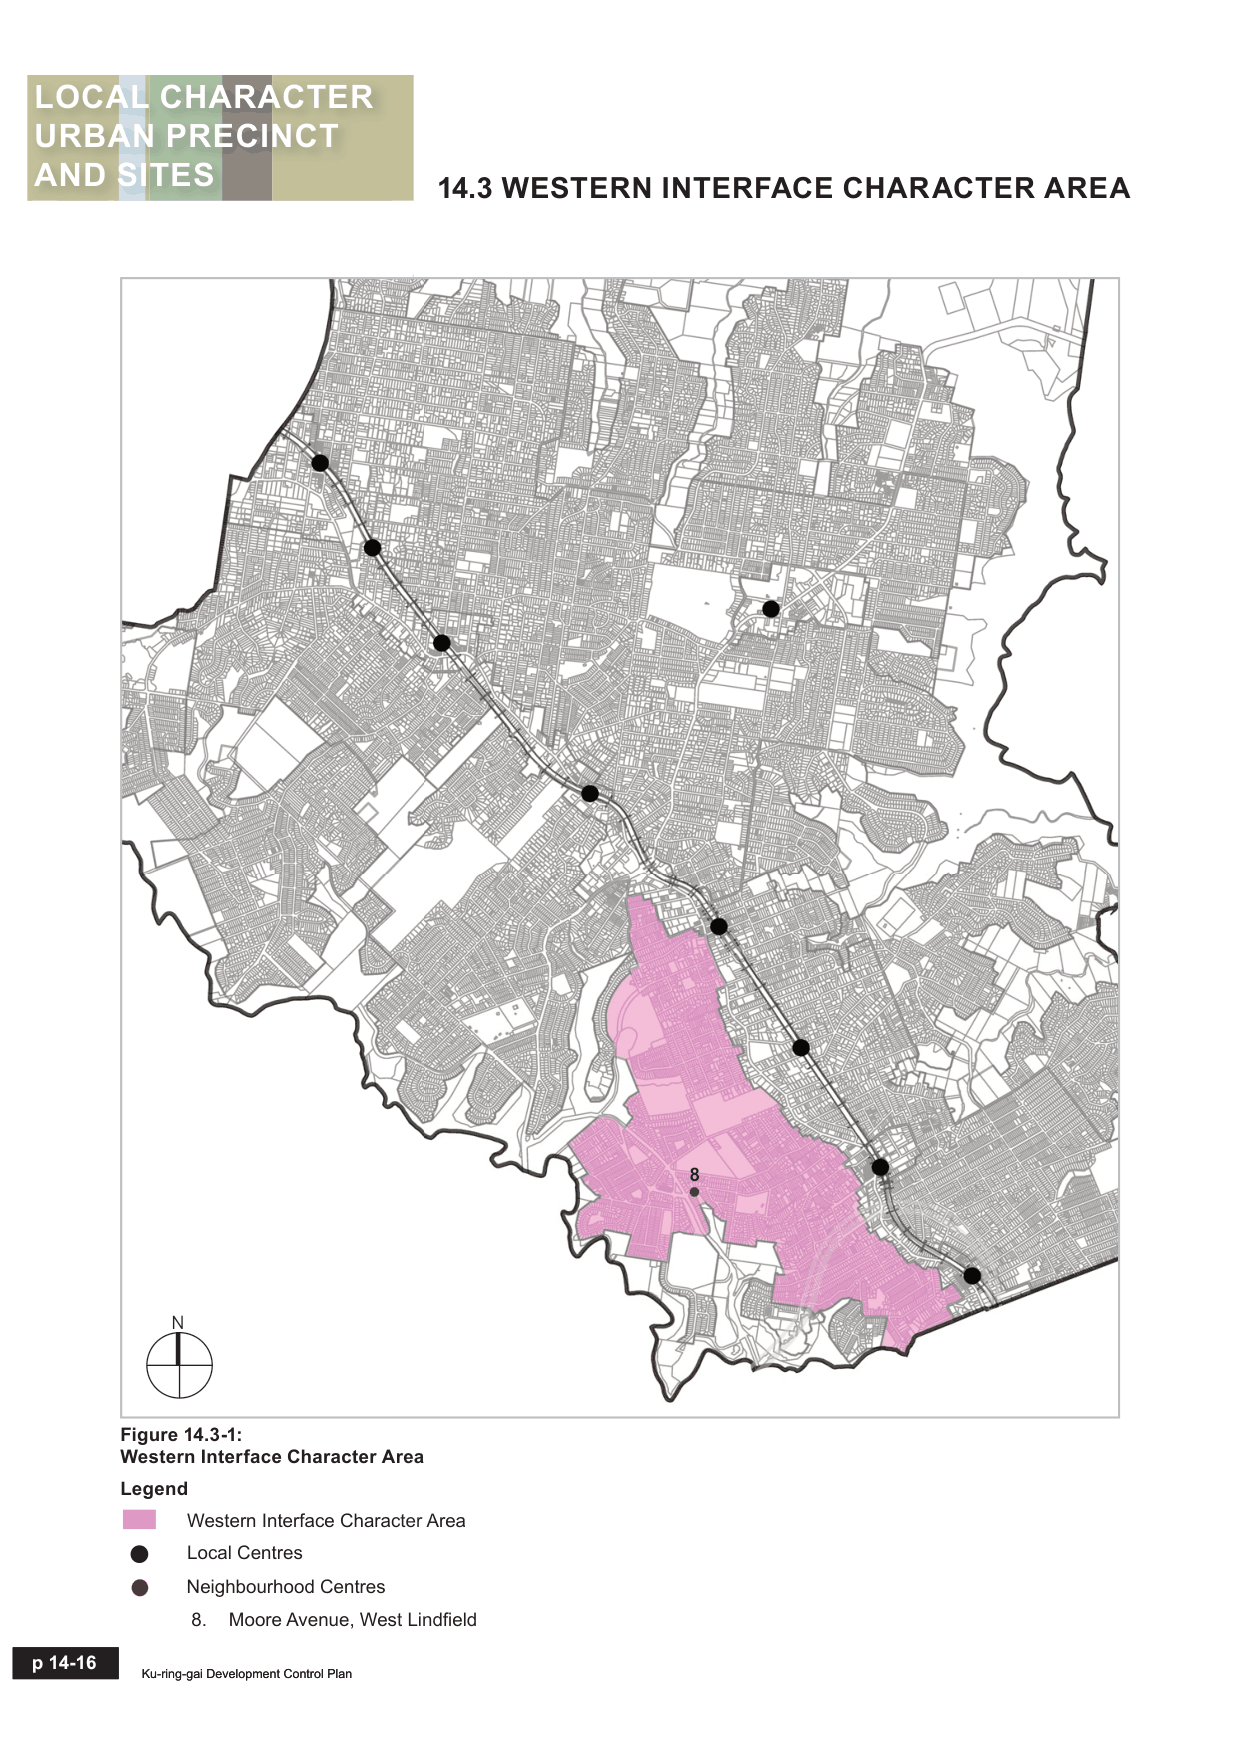 LOCAL CHARACTER
URBAN PRECINCT
AND SITES
14.3 WESTERN INTERFACE CHARACTER AREA
8
N
Figure 14.3-1:
Western Interface Character Area
Legend
Western Interface Character Area
Local Centres
Neighbourhood Centres
8. Moore Avenue, West Lindfield
p 14-16
Ku-ring-gai Development Control Plan